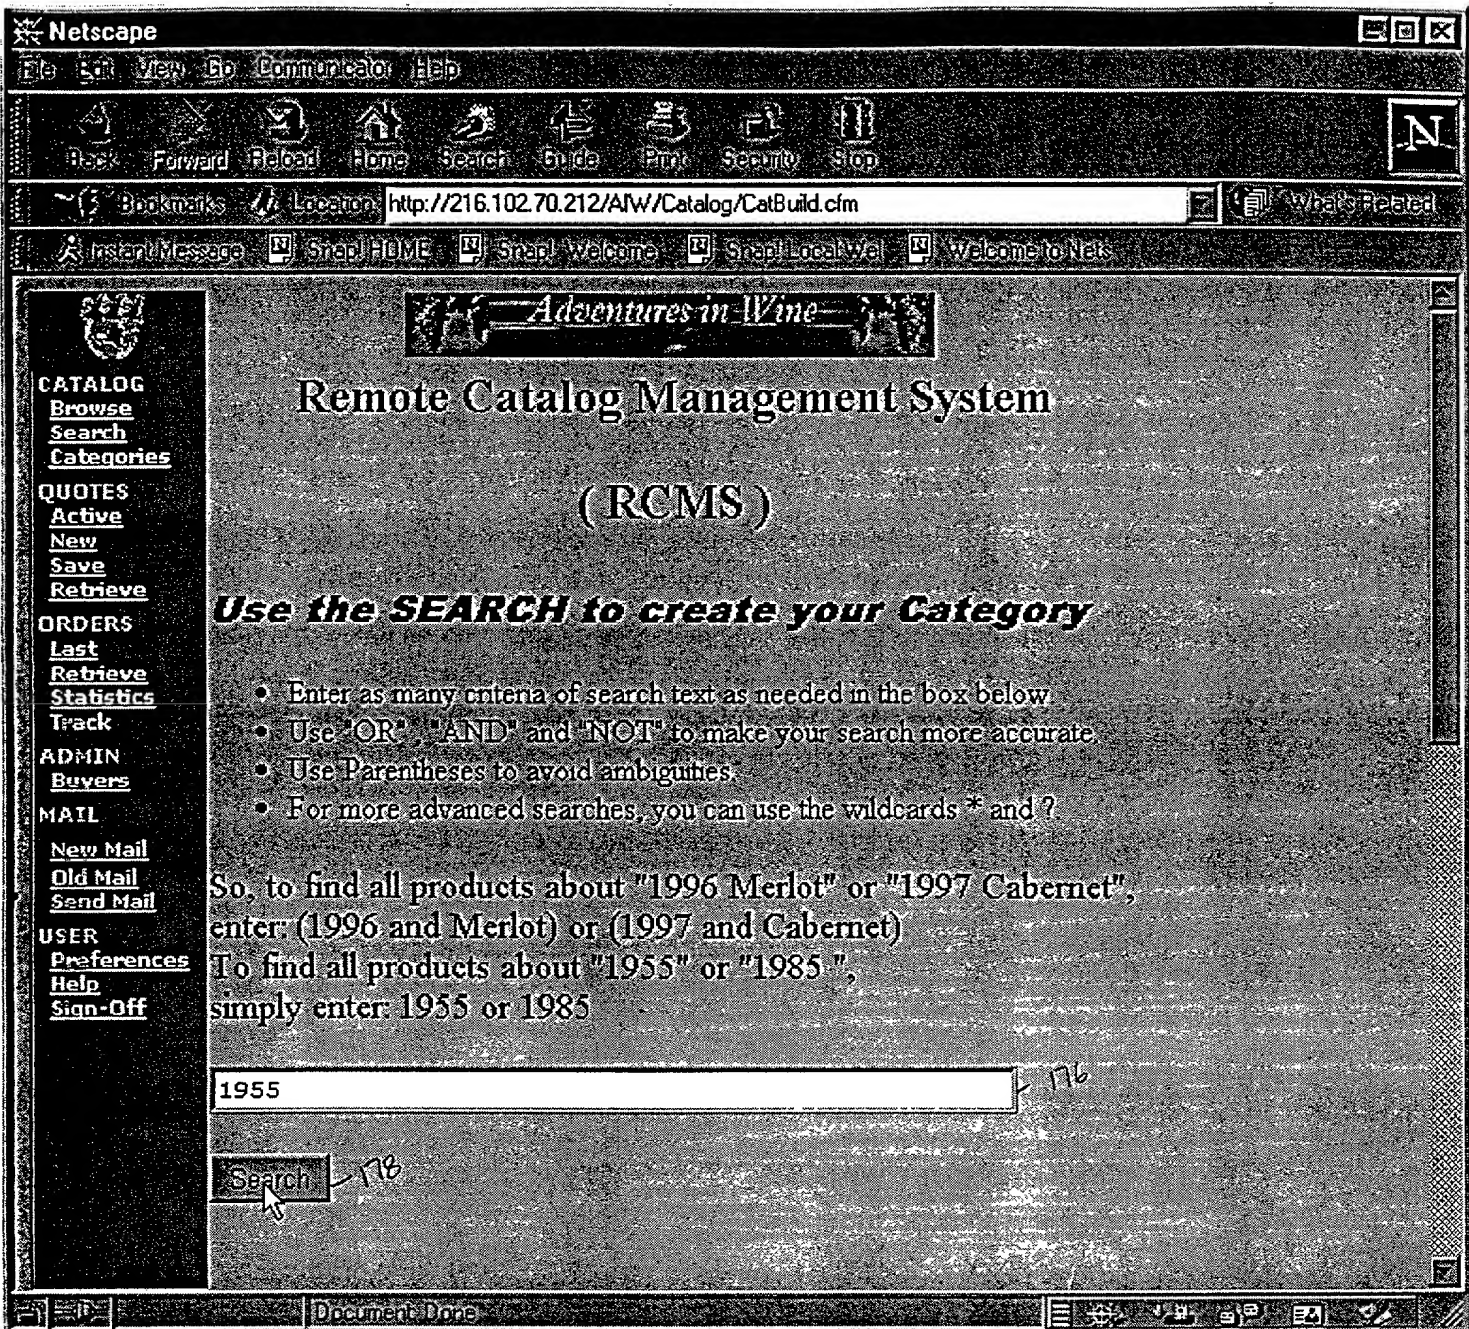 Netscape
File Edit View Go Communicator Help
Back Forward Reload Home Search Guide Print Security Stop
N
Bookmarks Location: http://216.102.70.212/AIW/Catalog/CatBuild.cfm What's Related
Instant Message Snap! HOME Snap! Welcome Snap! Local Wel Welcome to Nets
Adventures in Wine
CATALOG
Browse
Search
Categories
QUOTES
Active
New
Save
Retrieve
ORDERS
Last
Retrieve
Statistics
Track
ADMIN
Buyers
MAIL
New Mail
Old Mail
Send Mail
USER
Preferences
Help
Sign-Off
Remote Catalog Management System
( RCMS )
Use the SEARCH to create your Category
• Enter as many criteria of search text as needed in the box below
• Use "OR", "AND" and "NOT" to make your search more accurate.
• Use Parentheses to avoid ambiguities.
• For more advanced searches, you can use the wildcards * and ?
So, to find all products about "1996 Merlot" or "1997 Cabernet",
enter: (1996 and Merlot) or (1997 and Cabernet)
To find all products about "1955" or "1985 ",
simply enter: 1955 or 1985
1955 176
Search 178
Document: Done